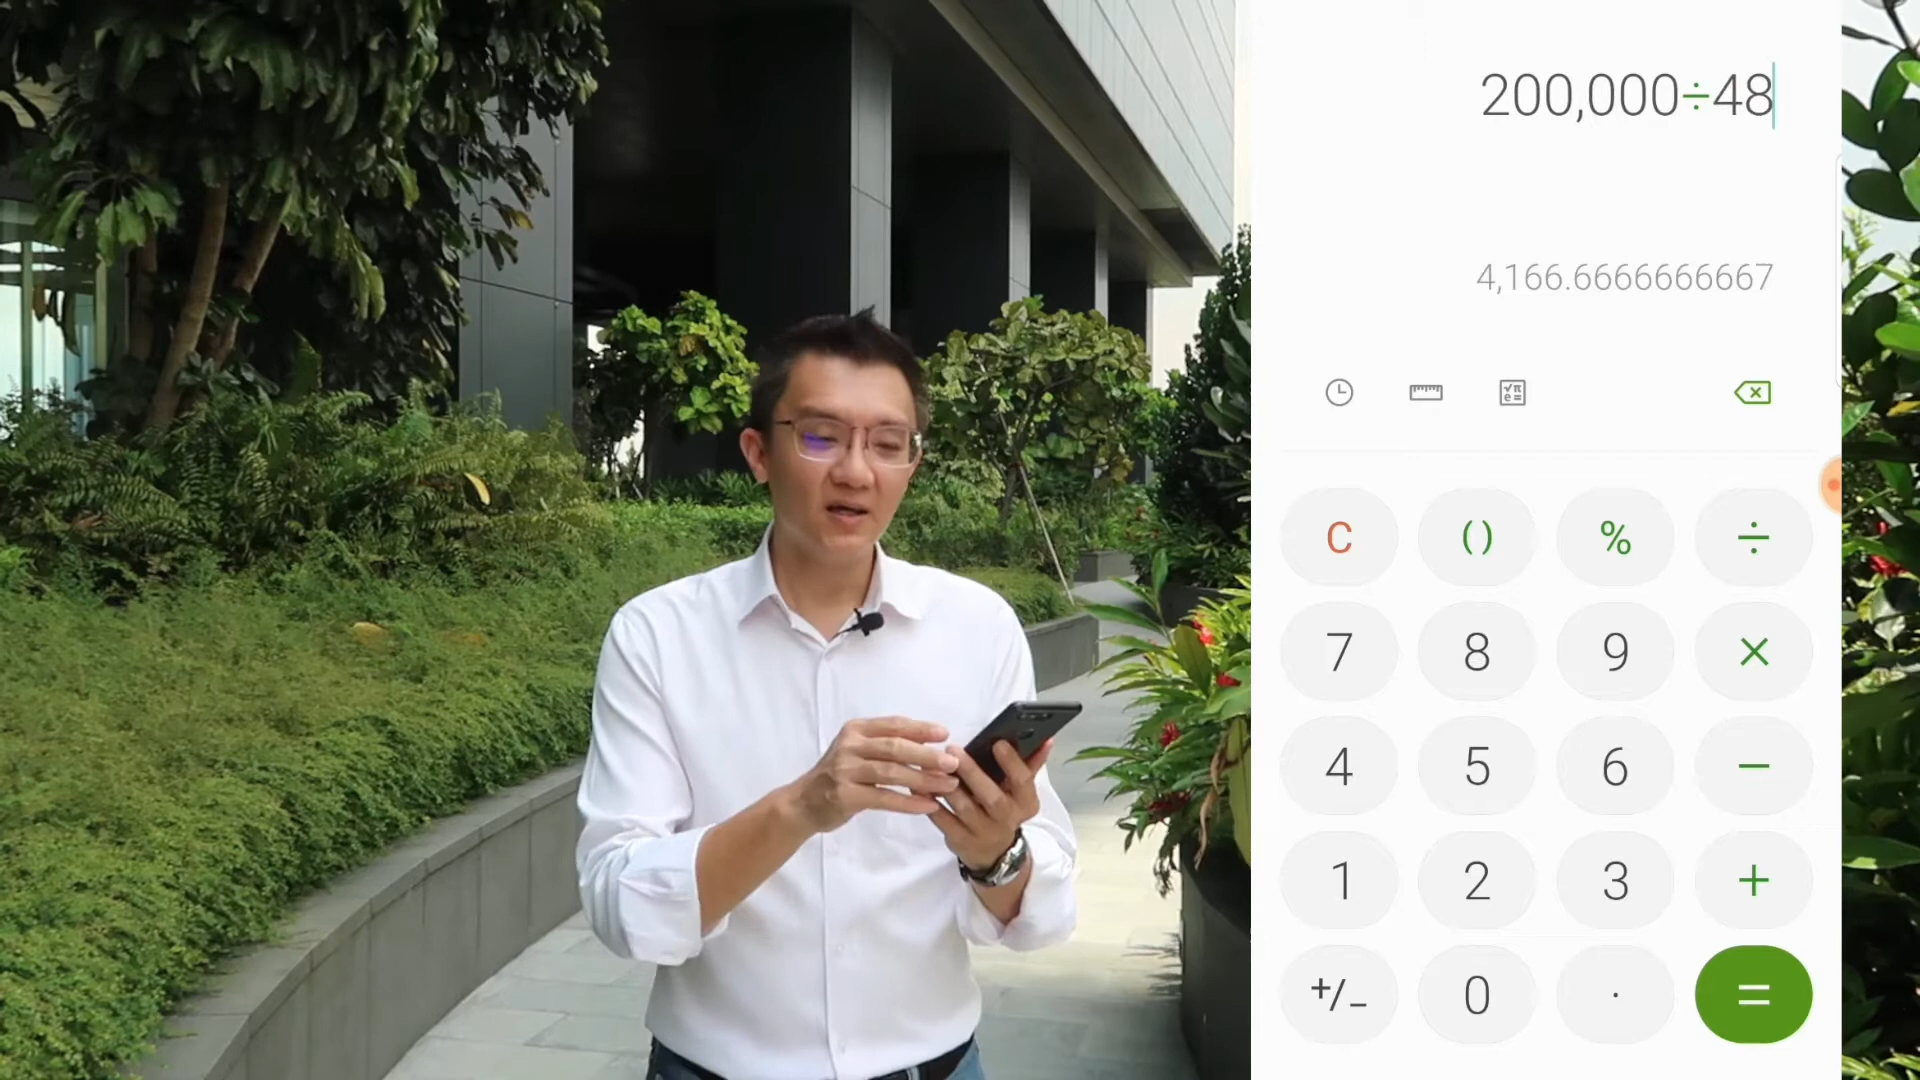 200,000÷48
4,166.6666666667
C () % ÷
7 8 9 ×
4 5 6 −
1 2 3 +
+/− 0 . =